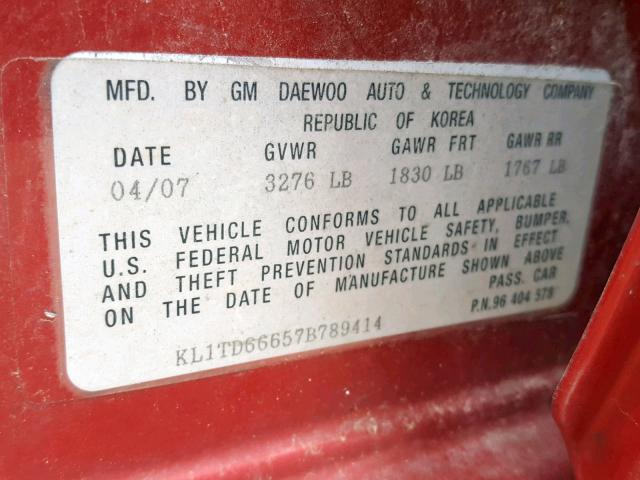 MFD. BY GM DAEWOO AUTO & TECHNOLOGY COMPANY
REPUBLIC OF KOREA
DATE GVWR GAWR FRT GAWR RR
04/07 3276 LB 1830 LB 1767 LB
THIS VEHICLE CONFORMS TO ALL APPLICABLE
U.S. FEDERAL MOTOR VEHICLE SAFETY, BUMPER,
AND THEFT PREVENTION STANDARDS IN EFFECT
ON THE DATE OF MANUFACTURE SHOWN ABOVE
PASS. CAR
P.N.96 404 578
KL1TD66657B789414